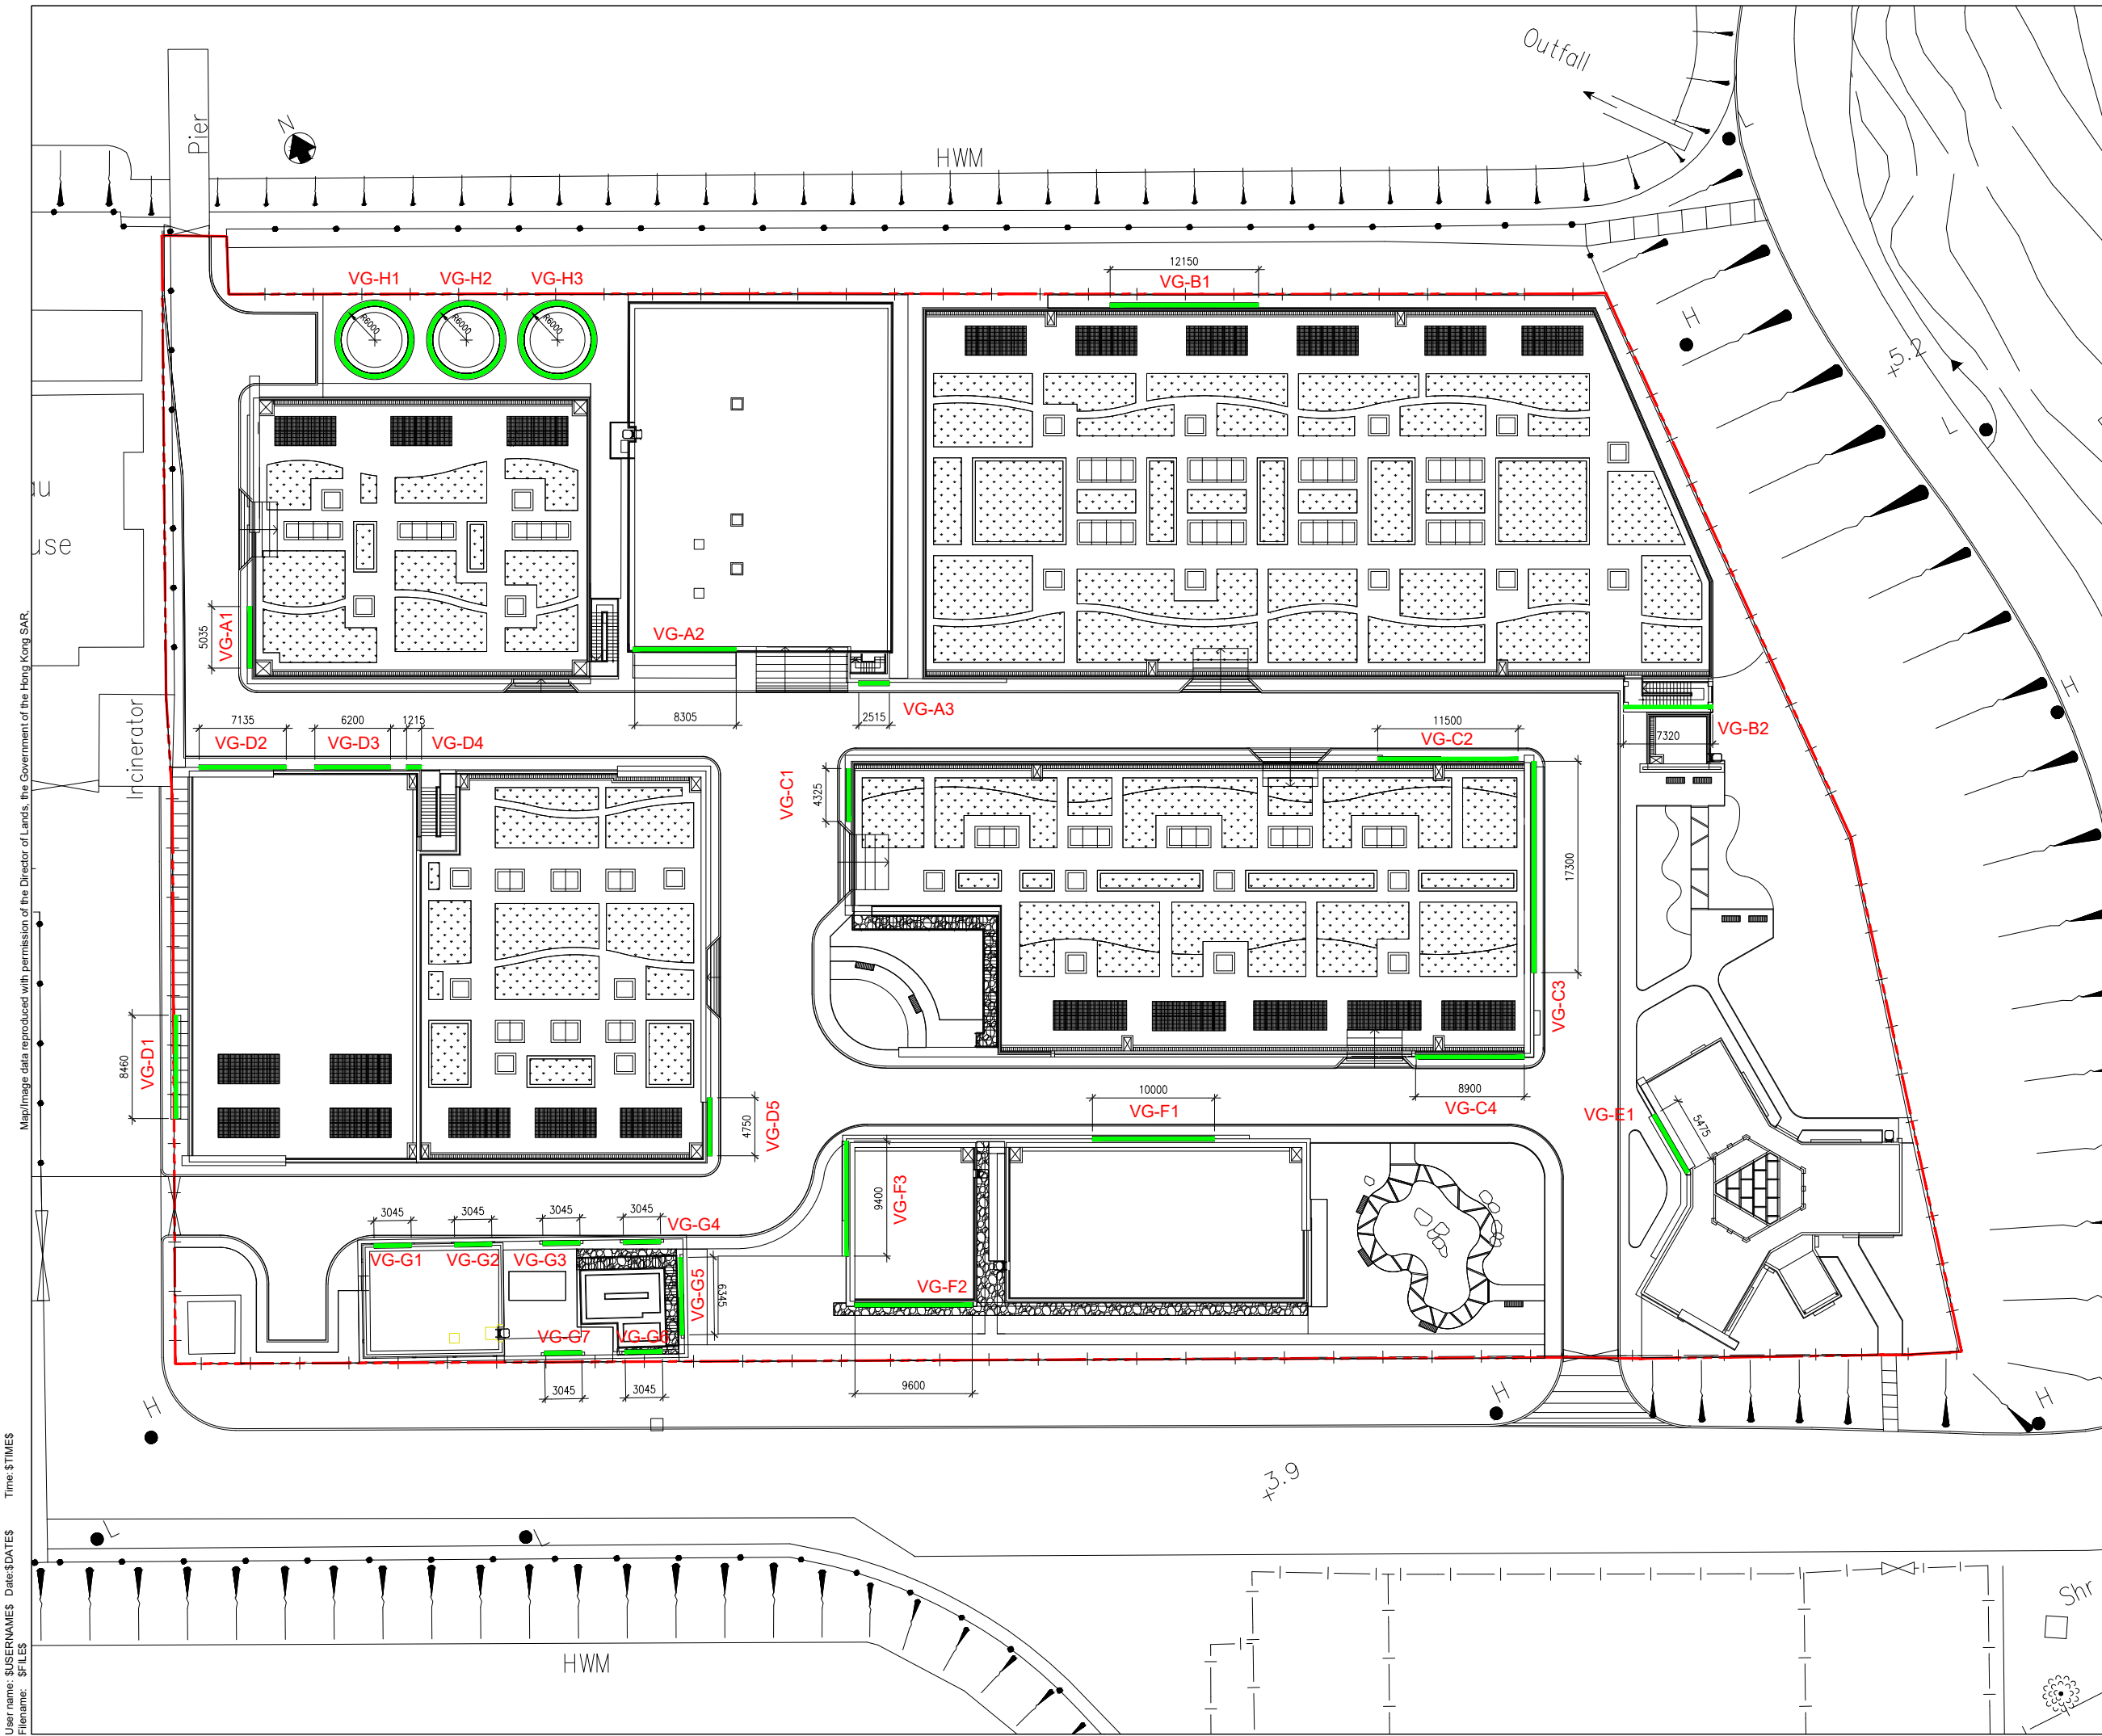 Outfall
Pier
N
HWM
L
VG-H1
VG-H2
VG-H3
R6000
R6000
R6000
12150
VG-B1
H
5.2
L
au
use
5035
VG-A1
VG-A2
8305
2515
VG-A3
H
7320
VG-B2
Incinerator
7135
6200
1215
VG-D2
VG-D3
VG-D4
11500
VG-C2
VG-C1
4325
17300
VG-C3
8460
VG-D1
4750
VG-D5
10000
VG-F1
8900
VG-C4
VG-E1
5475
9400
VG-F3
3045
3045
3045
3045
VG-G4
VG-G1
VG-G2
VG-G3
VG-G5
6345
VG-F2
VG-G7
VG-G6
3045
3045
9600
H
H
H
3.9
L
L
HWM
Shr
Map/Image data reproduced with permission of the Director of Lands, the Government of the Hong Kong SAR,
User name: $USERNAME$ Date:$DATE$ Time: $TIME$
Filename: $FILE$